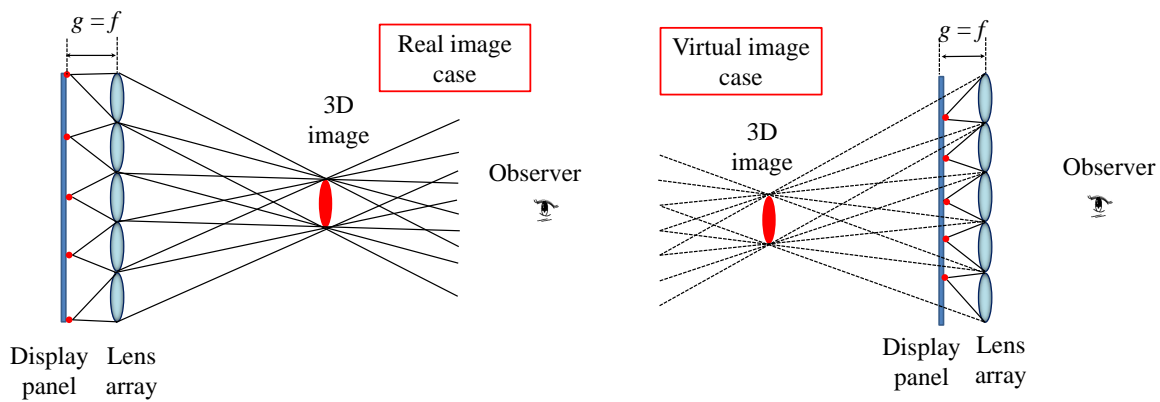 g = f
Real image
case
3D
image
Observer
Display
panel
Lens
array
Virtual image
case
g = f
3D
image
Observer
Display
panel
Lens
array